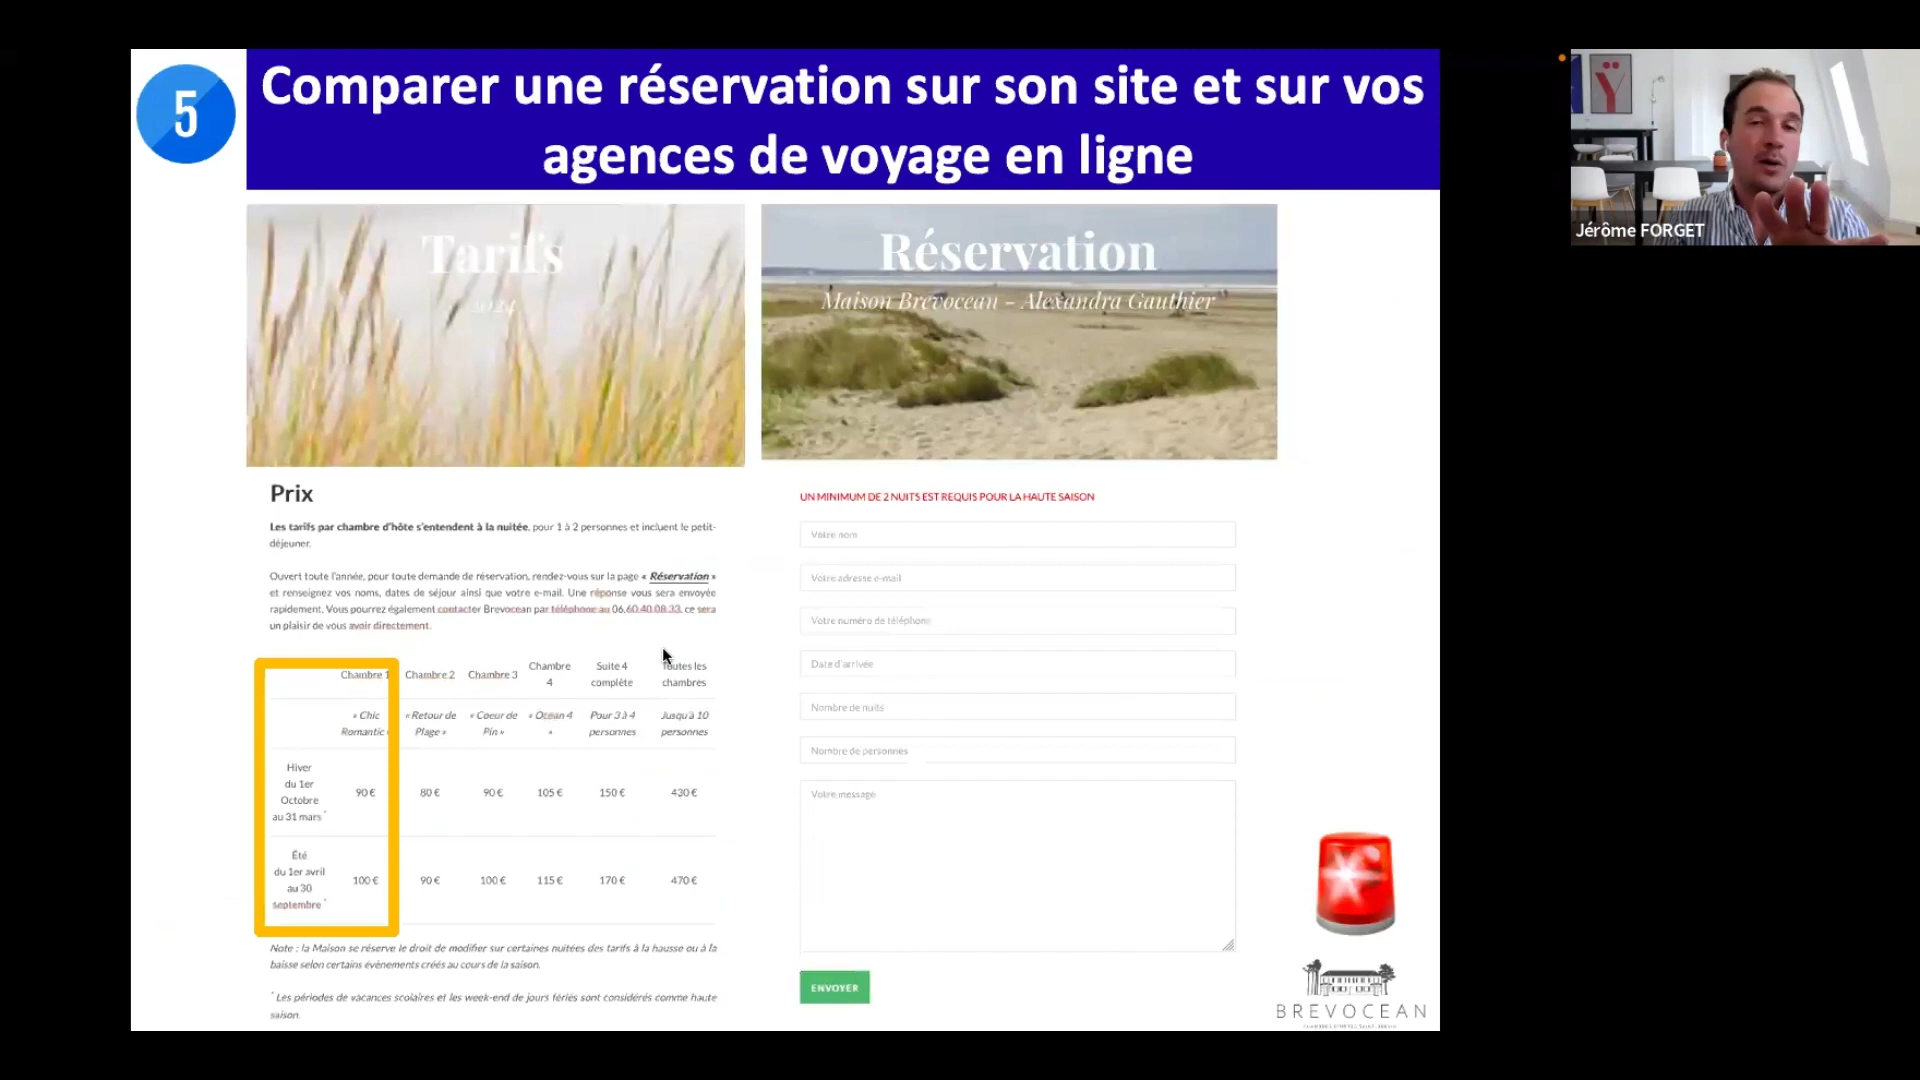 5
Comparer une réservation sur son site et sur vos
agences de voyage en ligne
Jérôme FORGET
Tarifs
2024
Réservation
Maison Brevocean - Alexandra Gauthier
Prix
Les tarifs par chambre d'hôte s'entendent à la nuitée, pour 1 à 2 personnes et incluent le petit-
déjeuner.
Ouvert toute l'année, pour toute demande de réservation, rendez-vous sur la page « Réservation »
et renseignez vos noms, dates de séjour ainsi que votre e-mail. Une réponse vous sera envoyée
rapidement. Vous pourrez également contacter Brevocean par téléphone au 06.60.40.08.33, ce sera
un plaisir de vous avoir directement.
Chambre 1 Chambre 2 Chambre 3 Chambre 4 Suite 4 complète Toutes les chambres
« Chic Romantic « Retour de Plage » « Coeur de Pin » « Ocean 4 » Pour 3 à 4 personnes Jusqu'à 10 personnes
Hiver
du 1er
Octobre
au 31 mars *
90 € 80 € 90 € 105 € 150 € 430 €
Été
du 1er avril
au 30
septembre *
100 € 90 € 100 € 115 € 170 € 470 €
Note : la Maison se réserve le droit de modifier sur certaines nuitées des tarifs à la hausse ou à la
baisse selon certains évènements créés au cours de la saison.
* Les périodes de vacances scolaires et les week-end de jours fériés sont considérés comme haute
saison.
UN MINIMUM DE 2 NUITS EST REQUIS POUR LA HAUTE SAISON
Votre nom
Votre adresse e-mail
Votre numéro de téléphone
Date d'arrivée
Nombre de nuits
Nombre de personnes
Votre message
ENVOYER
BREVOCEAN